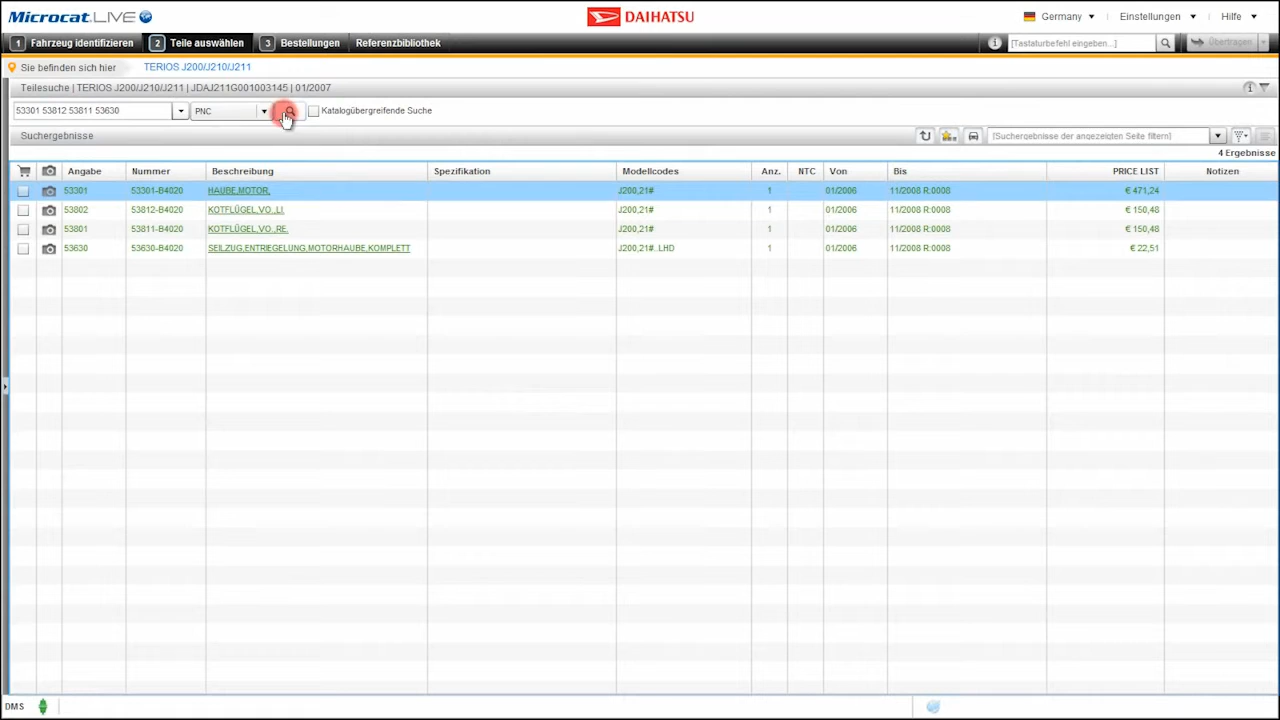 Microcat.LIVE DAIHATSU Germany Einstellungen Hilfe
1 Fahrzeug identifizieren 2 Teile auswählen 3 Bestellungen Referenzbibliothek [Tastaturbefehl eingeben...] Übertragen
Sie befinden sich hier TERIOS J200/J210/J211
Teilesuche | TERIOS J200/J210/J211 | JDAJ211G001003145 | 01/2007
53301 53812 53811 53630 PNC Katalogübergreifende Suche
Suchergebnisse [Suchergebnisse der angezeigten Seite filtern]
4 Ergebnisse
Angabe Nummer Beschreibung Spezifikation Modellcodes Anz. NTC Von Bis PRICE LIST Notizen
53301 53301-B4020 HAUBE,MOTOR, J200,21# 1 01/2006 11/2008 R:0008 € 471,24
53802 53812-B4020 KOTFLÜGEL,VO.,LI. J200,21# 1 01/2006 11/2008 R:0008 € 150,48
53801 53811-B4020 KOTFLÜGEL,VO.,RE. J200,21# 1 01/2006 11/2008 R:0008 € 150,48
53630 53630-B4020 SEILZUG,ENTRIEGELUNG,MOTORHAUBE,KOMPLETT J200,21#. LHD 1 01/2006 11/2008 R:0008 € 22,51
DMS